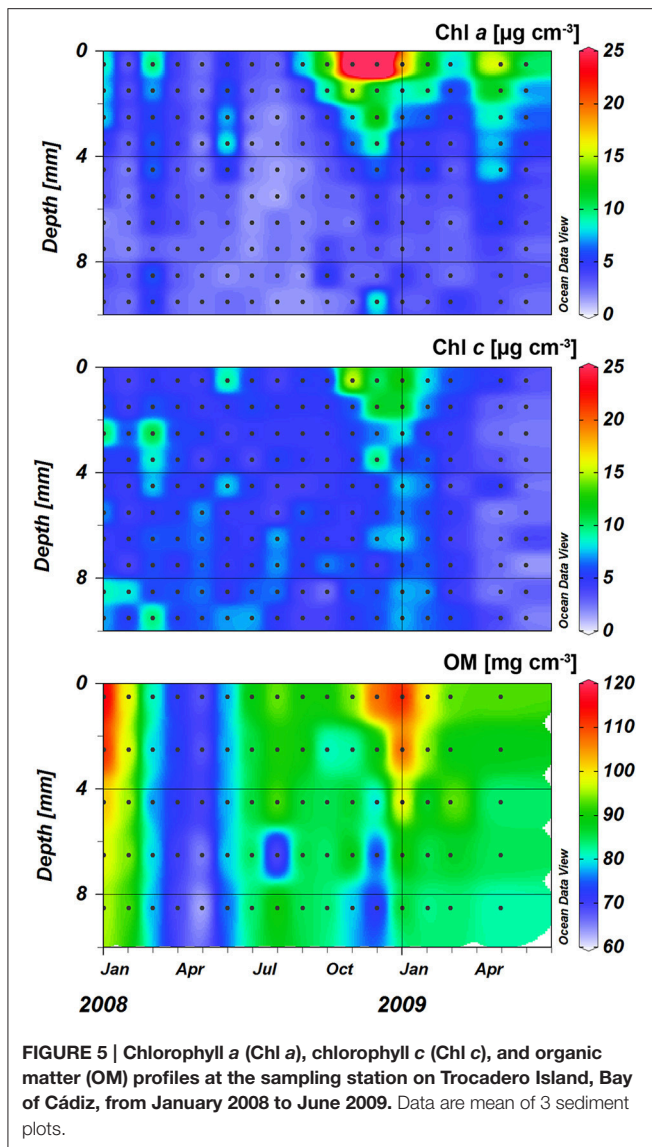 Chl a [µg cm-3]
0
4
8
Depth [mm]
Ocean Data View
25
20
15
10
5
0
Chl c [µg cm-3]
0
4
8
Depth [mm]
Ocean Data View
25
20
15
10
5
0
OM [mg cm-3]
0
4
8
Depth [mm]
Ocean Data View
120
110
100
90
80
70
60
Jan Apr Jul Oct Jan Apr
2008 2009
FIGURE 5 | Chlorophyll a (Chl a), chlorophyll c (Chl c), and organic
matter (OM) profiles at the sampling station on Trocadero Island, Bay
of Cádiz, from January 2008 to June 2009. Data are mean of 3 sediment
plots.